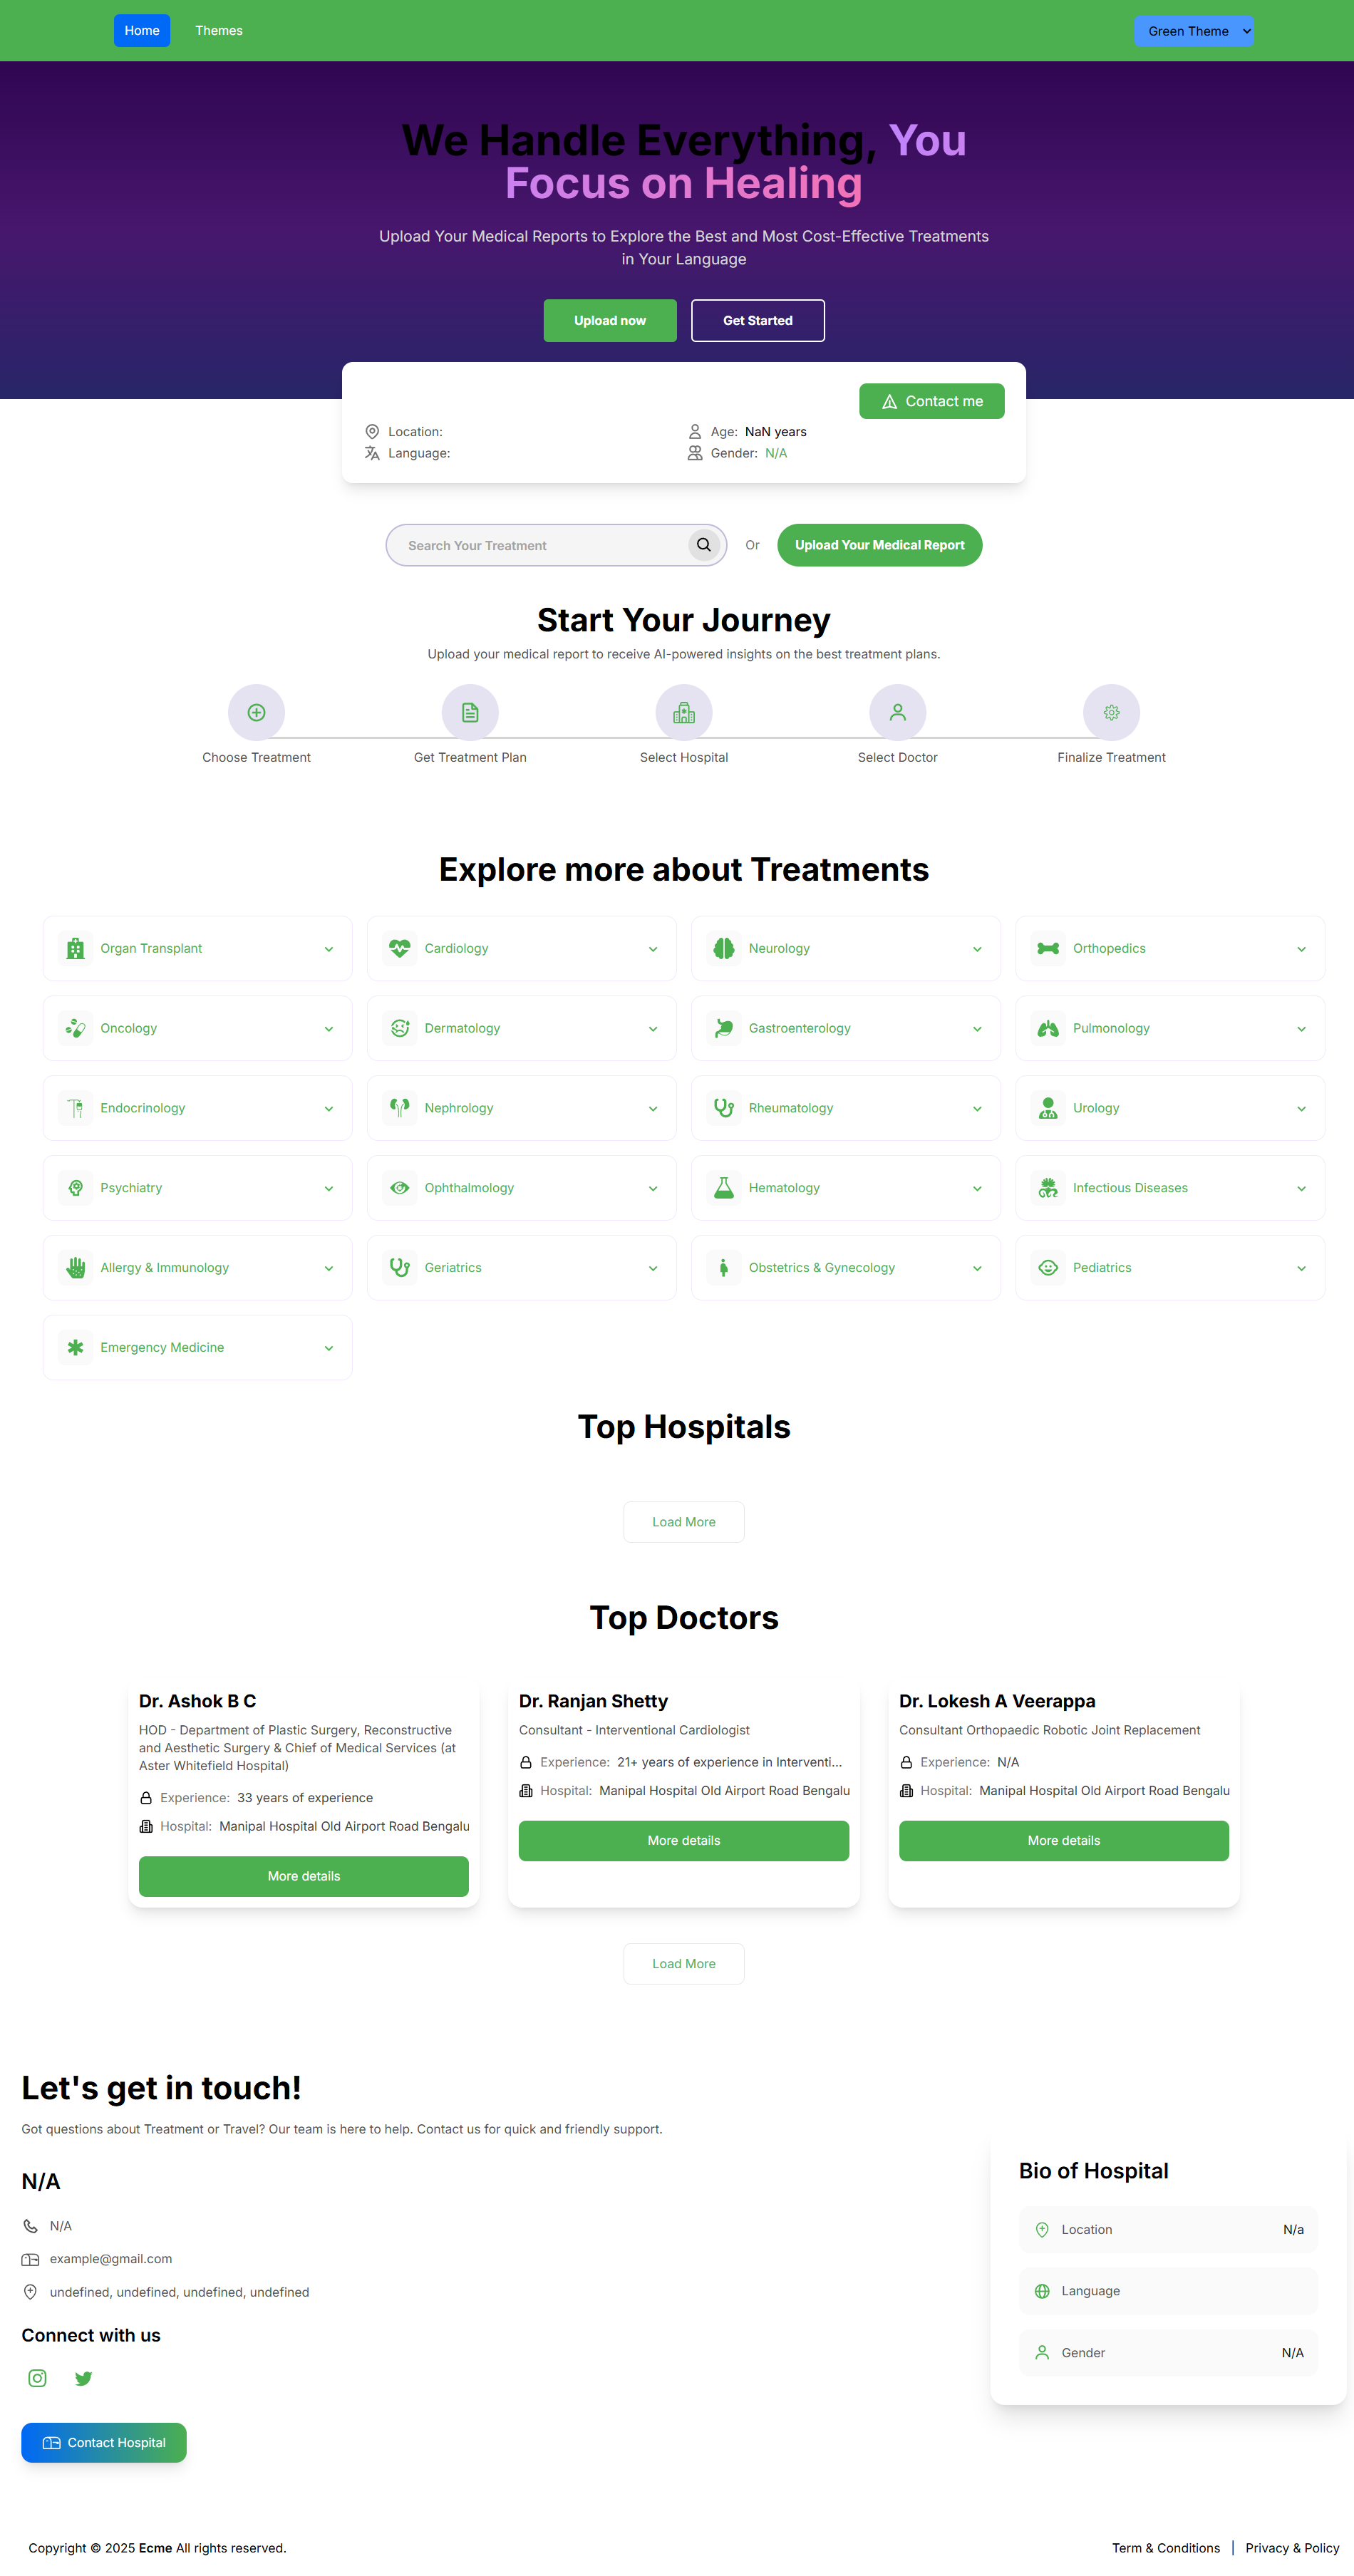 Home
Themes
Green Theme
We Handle Everything, You
Focus on Healing
Upload Your Medical Reports to Explore the Best and Most Cost-Effective Treatments
in Your Language
Upload now
Get Started
Contact me
Location:
Age: NaN years
Language:
Gender: N/A
Search Your Treatment
Or
Upload Your Medical Report
Start Your Journey
Upload your medical report to receive AI-powered insights on the best treatment plans.
Choose Treatment
Get Treatment Plan
Select Hospital
Select Doctor
Finalize Treatment
Explore more about Treatments
Organ Transplant
Cardiology
Neurology
Orthopedics
Oncology
Dermatology
Gastroenterology
Pulmonology
Endocrinology
Nephrology
Rheumatology
Urology
Psychiatry
Ophthalmology
Hematology
Infectious Diseases
Allergy & Immunology
Geriatrics
Obstetrics & Gynecology
Pediatrics
Emergency Medicine
Top Hospitals
Load More
Top Doctors
Dr. Ashok B C
HOD - Department of Plastic Surgery, Reconstructive
and Aesthetic Surgery & Chief of Medical Services (at
Aster Whitefield Hospital)
Experience: 33 years of experience
Hospital: Manipal Hospital Old Airport Road Bengalu
More details
Dr. Ranjan Shetty
Consultant - Interventional Cardiologist
Experience: 21+ years of experience in Interventi...
Hospital: Manipal Hospital Old Airport Road Bengalu
More details
Dr. Lokesh A Veerappa
Consultant Orthopaedic Robotic Joint Replacement
Experience: N/A
Hospital: Manipal Hospital Old Airport Road Bengalu
More details
Load More
Let's get in touch!
Got questions about Treatment or Travel? Our team is here to help. Contact us for quick and friendly support.
N/A
N/A
example@gmail.com
undefined, undefined, undefined, undefined
Connect with us
Contact Hospital
Bio of Hospital
Location N/a
Language
Gender N/A
Copyright © 2025 Ecme All rights reserved.
Term & Conditions | Privacy & Policy